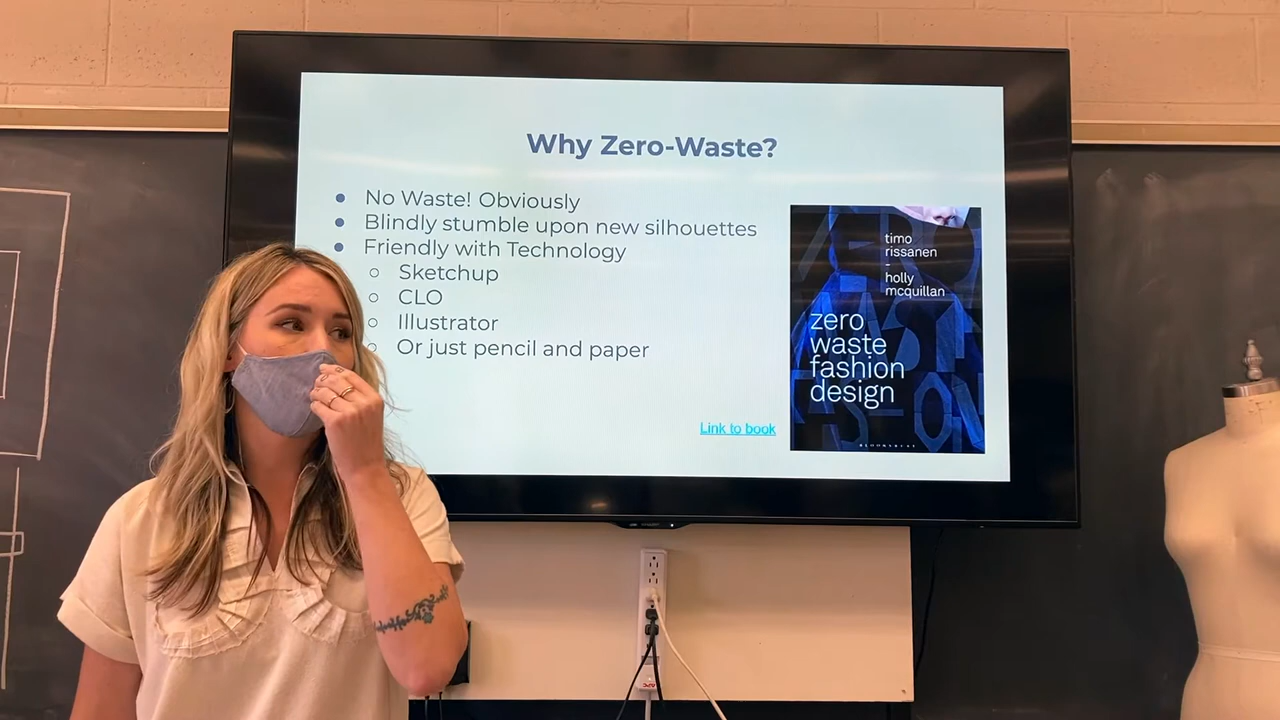 Why Zero-Waste?
No Waste! Obviously
Blindly stumble upon new silhouettes
Friendly with Technology
Sketchup
CLO
Illustrator
Or just pencil and paper
Link to book
timo
rissanen
-
holly
mcquillan
zero
waste
fashion
design
BLOOMSBURY